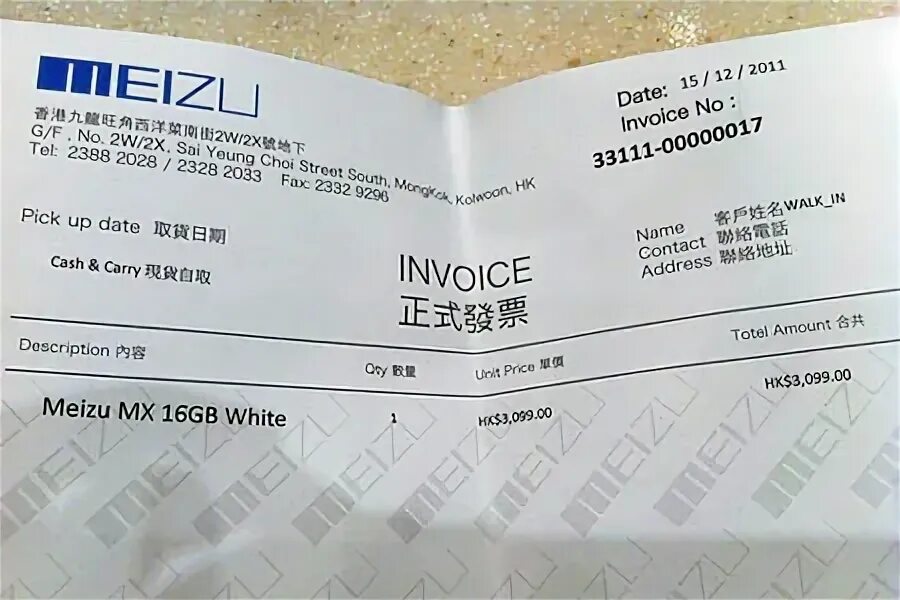 MEIZU
香港九龍旺角西洋菜南街2W/2X號地下
G/F . No. 2W/2X, Sai Yeung Choi Street South, Mongkok, Kolwoon, HK
Tel: 2388 2028 / 2328 2033 Fax: 2332 9296
Date: 15 / 12 / 2011
Invoice No :
33111-00000017
Pick up date 取貨日期
Cash & Carry 現貨自取
Name 客戶姓名WALK_IN
Contact 聯絡電話
Address 聯絡地址
INVOICE
正式發票
Description 內容 Qty 數量 Unit Price 單價 Total Amount 合共
Meizu MX 16GB White 1 HK$3,099.00 HK$3,099.00